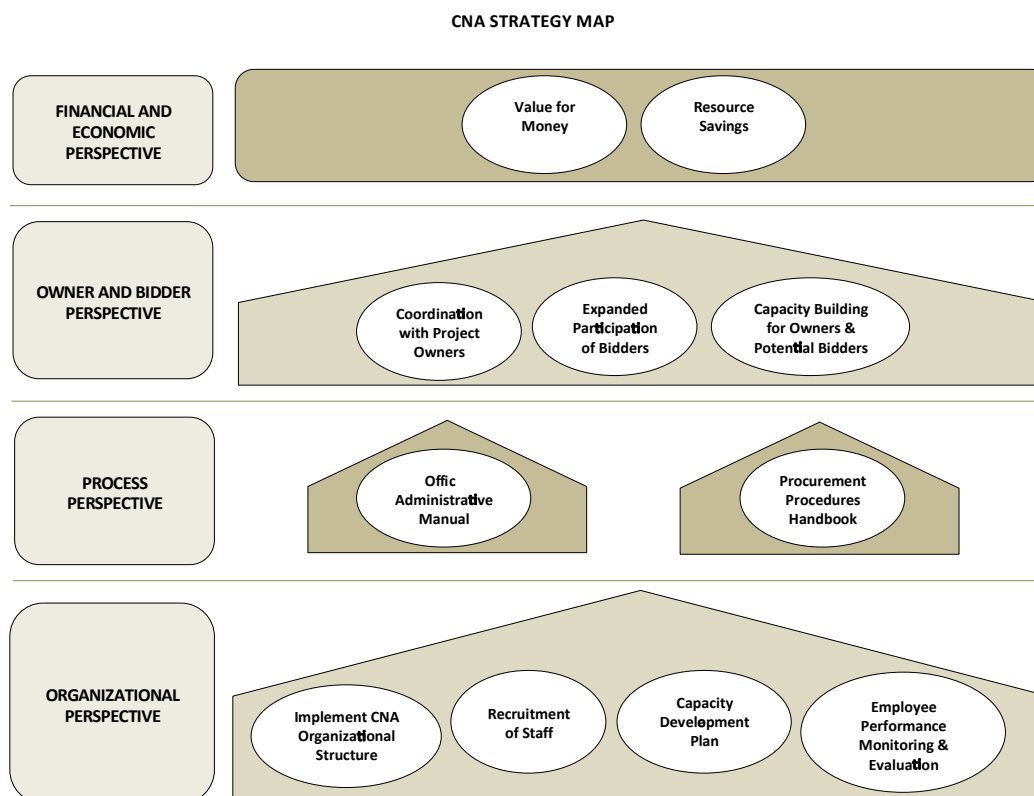 CNA STRATEGY MAP
FINANCIAL AND
ECONOMIC
PERSPECTIVE
Value for
Money
Resource
Savings
OWNER AND BIDDER
PERSPECTIVE
Coordination
with Project
Owners
Expanded
Participation
of Bidders
Capacity Building
for Owners &
Potential Bidders
PROCESS
PERSPECTIVE
Offic
Administrative
Manual
Procurement
Procedures
Handbook
ORGANIZATIONAL
PERSPECTIVE
Implement CNA
Organizational
Structure
Recruitment
of Staff
Capacity
Development
Plan
Employee
Performance
Monitoring &
Evaluation